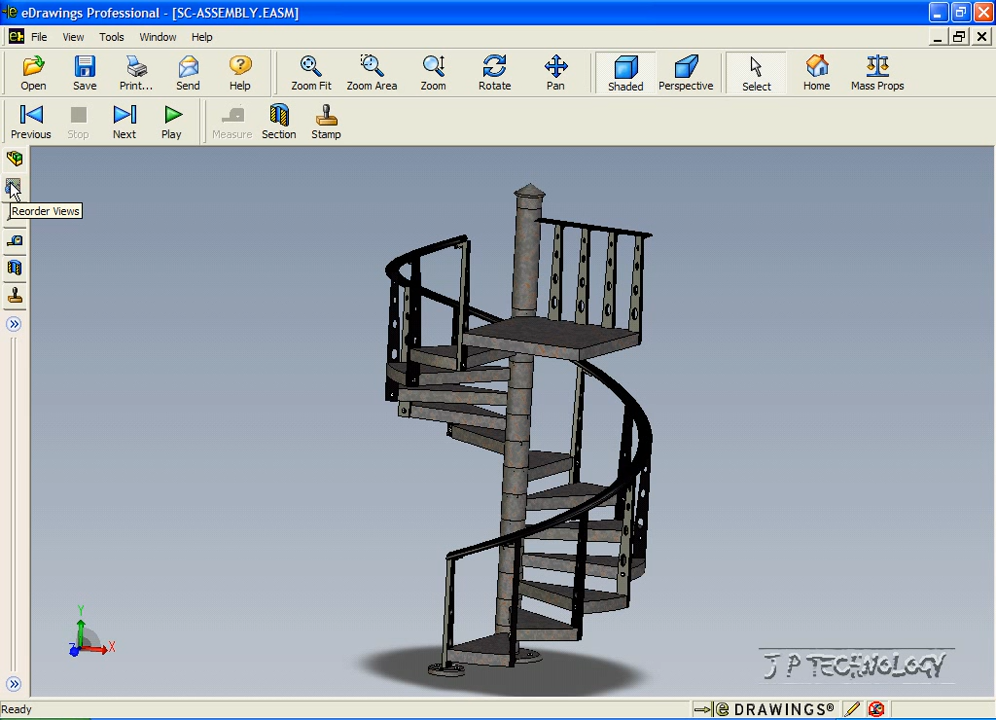 eDrawings Professional - [SC-ASSEMBLY.EASM]
File View Tools Window Help
Open Save Print... Send Help Zoom Fit Zoom Area Zoom Rotate Pan Shaded Perspective Select Home Mass Props
Previous Stop Next Play Measure Section Stamp
Reorder Views
Y
Z X
J P TECHNOLOGY
Ready e DRAWINGS®